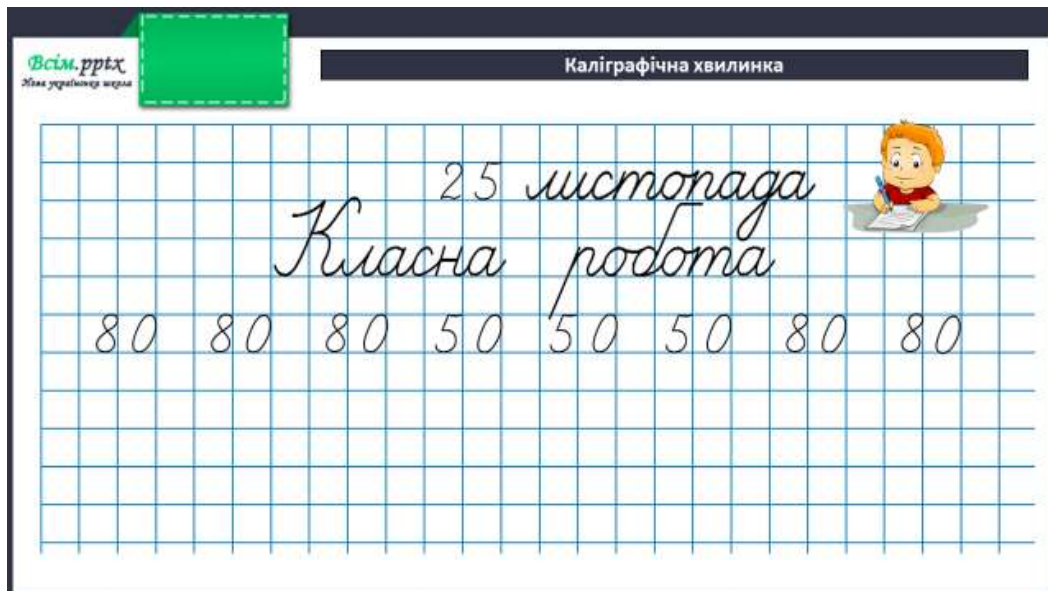 Всім.pptx
Нова українська школа
Каліграфічна хвилинка
25 листопада
Класна робота
80 80 80 50 50 50 80 80